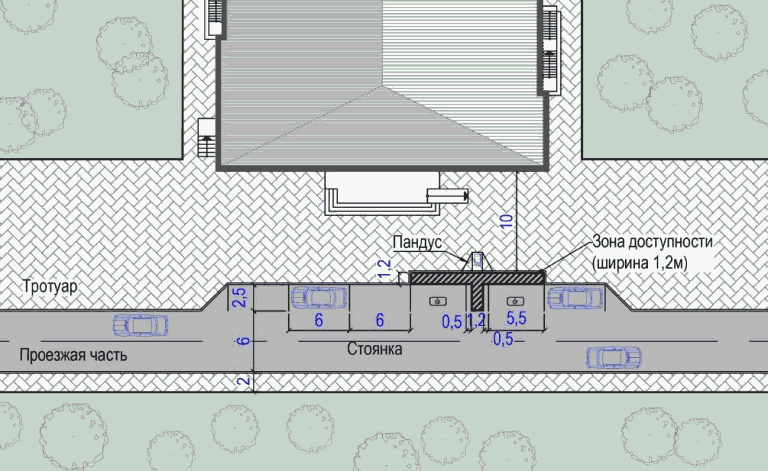 10
Пандус
Зона доступности
(ширина 1,2м)
1,2
Тротуар
2,5
6
6
0,5
1,2
5,5
0,5
6
Стоянка
Проезжая часть
2